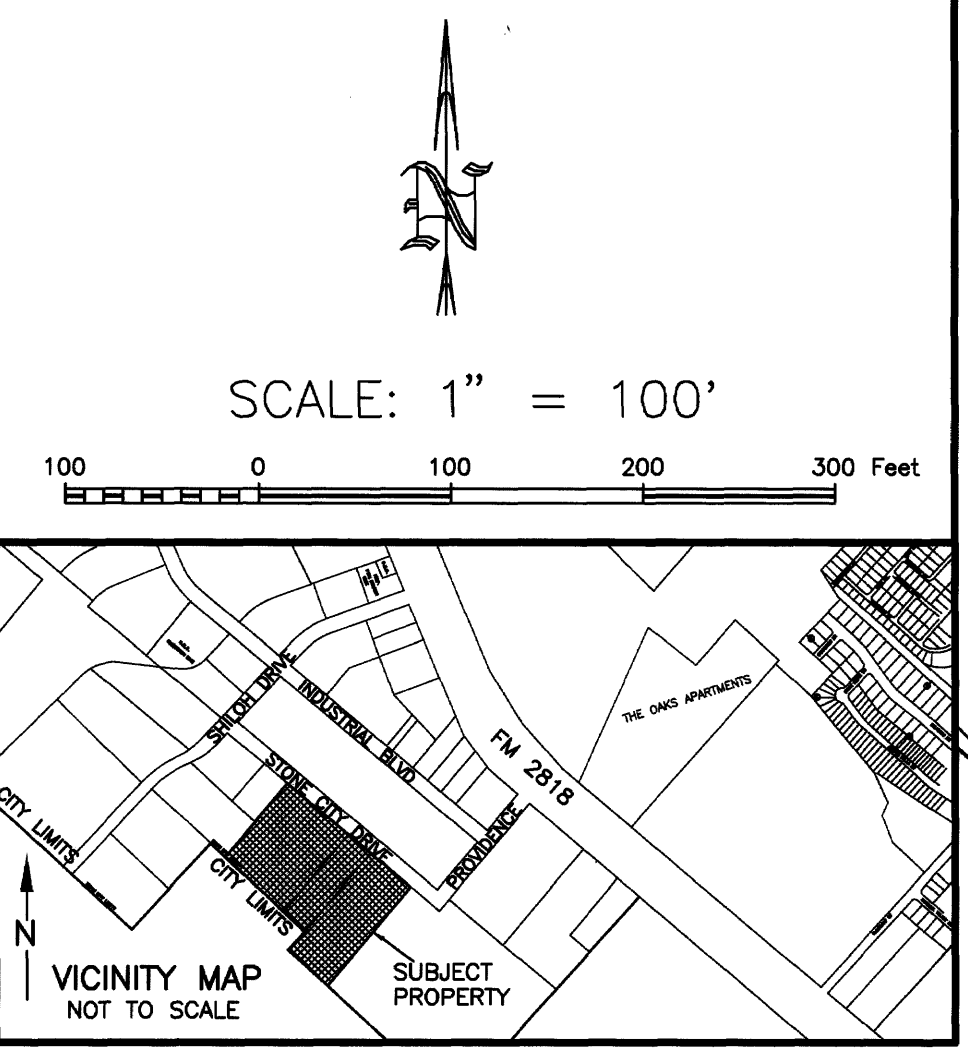 N
SCALE: 1" = 100'
100 0 100 200 300 Feet
SHILOH DRIVE
INDUSTRIAL BLVD
THE OAKS APARTMENTS
FM 2818
STONE CITY DRIVE
PROVIDENCE
CITY LIMITS
CITY LIMITS
N
VICINITY MAP
NOT TO SCALE
SUBJECT
PROPERTY